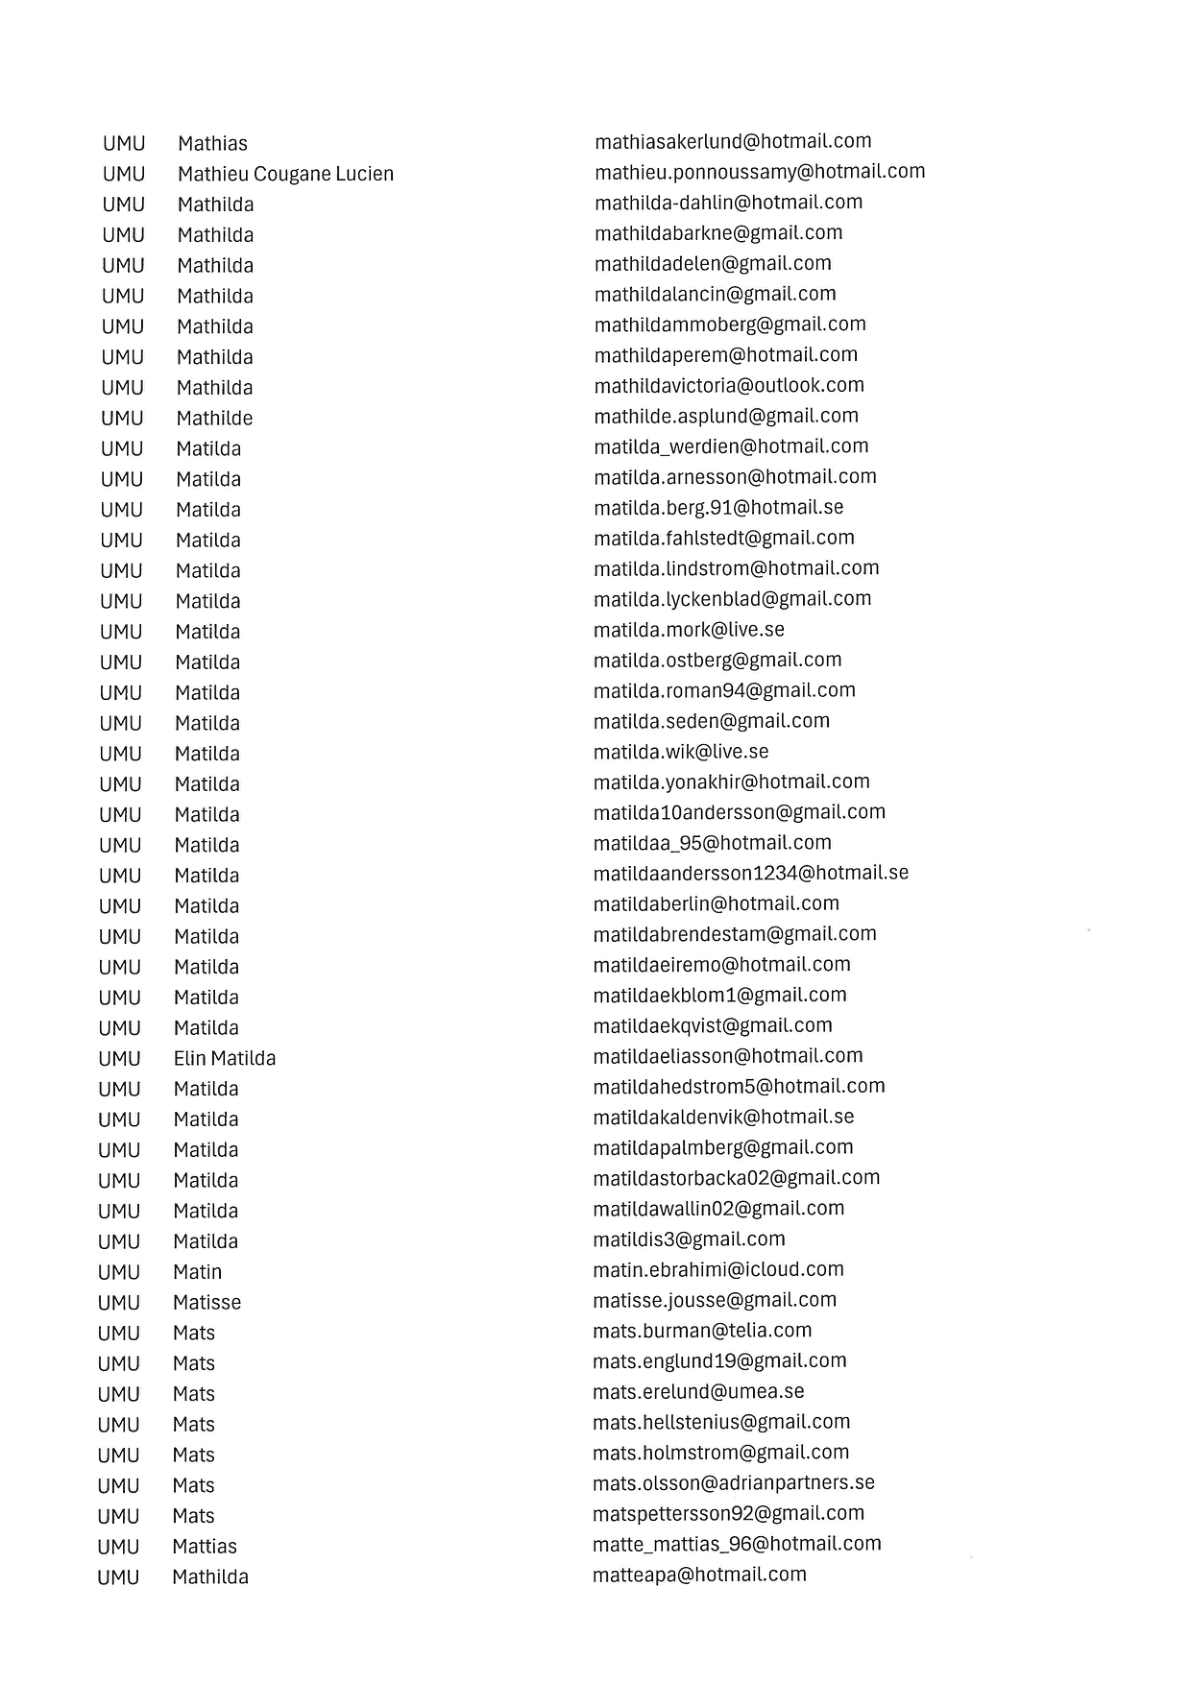 UMU Mathias mathiasakerlund@hotmail.com
UMU Mathieu Cougane Lucien mathieu.ponnoussamy@hotmail.com
UMU Mathilda mathilda-dahlin@hotmail.com
UMU Mathilda mathildabarkne@gmail.com
UMU Mathilda mathildadelen@gmail.com
UMU Mathilda mathildalancin@gmail.com
UMU Mathilda mathildammoberg@gmail.com
UMU Mathilda mathildaperem@hotmail.com
UMU Mathilda mathildavictoria@outlook.com
UMU Mathilde mathilde.asplund@gmail.com
UMU Matilda matilda_werdien@hotmail.com
UMU Matilda matilda.arnesson@hotmail.com
UMU Matilda matilda.berg.91@hotmail.se
UMU Matilda matilda.fahlstedt@gmail.com
UMU Matilda matilda.lindstrom@hotmail.com
UMU Matilda matilda.lyckenblad@gmail.com
UMU Matilda matilda.mork@live.se
UMU Matilda matilda.ostberg@gmail.com
UMU Matilda matilda.roman94@gmail.com
UMU Matilda matilda.seden@gmail.com
UMU Matilda matilda.wik@live.se
UMU Matilda matilda.yonakhir@hotmail.com
UMU Matilda matilda10andersson@gmail.com
UMU Matilda matildaa_95@hotmail.com
UMU Matilda matildaandersson1234@hotmail.se
UMU Matilda matildaberlin@hotmail.com
UMU Matilda matildabrendestam@gmail.com
UMU Matilda matildaeiremo@hotmail.com
UMU Matilda matildaekblom1@gmail.com
UMU Matilda matildaekqvist@gmail.com
UMU Elin Matilda matildaeliasson@hotmail.com
UMU Matilda matildahedstrom5@hotmail.com
UMU Matilda matildakaldenvik@hotmail.se
UMU Matilda matildapalmberg@gmail.com
UMU Matilda matildastorbacka02@gmail.com
UMU Matilda matildawallin02@gmail.com
UMU Matilda matildis3@gmail.com
UMU Matin matin.ebrahimi@icloud.com
UMU Matisse matisse.jousse@gmail.com
UMU Mats mats.burman@telia.com
UMU Mats mats.englund19@gmail.com
UMU Mats mats.erelund@umea.se
UMU Mats mats.hellstenius@gmail.com
UMU Mats mats.holmstrom@gmail.com
UMU Mats mats.olsson@adrianpartners.se
UMU Mats matspettersson92@gmail.com
UMU Mattias matte_mattias_96@hotmail.com
UMU Mathilda matteapa@hotmail.com